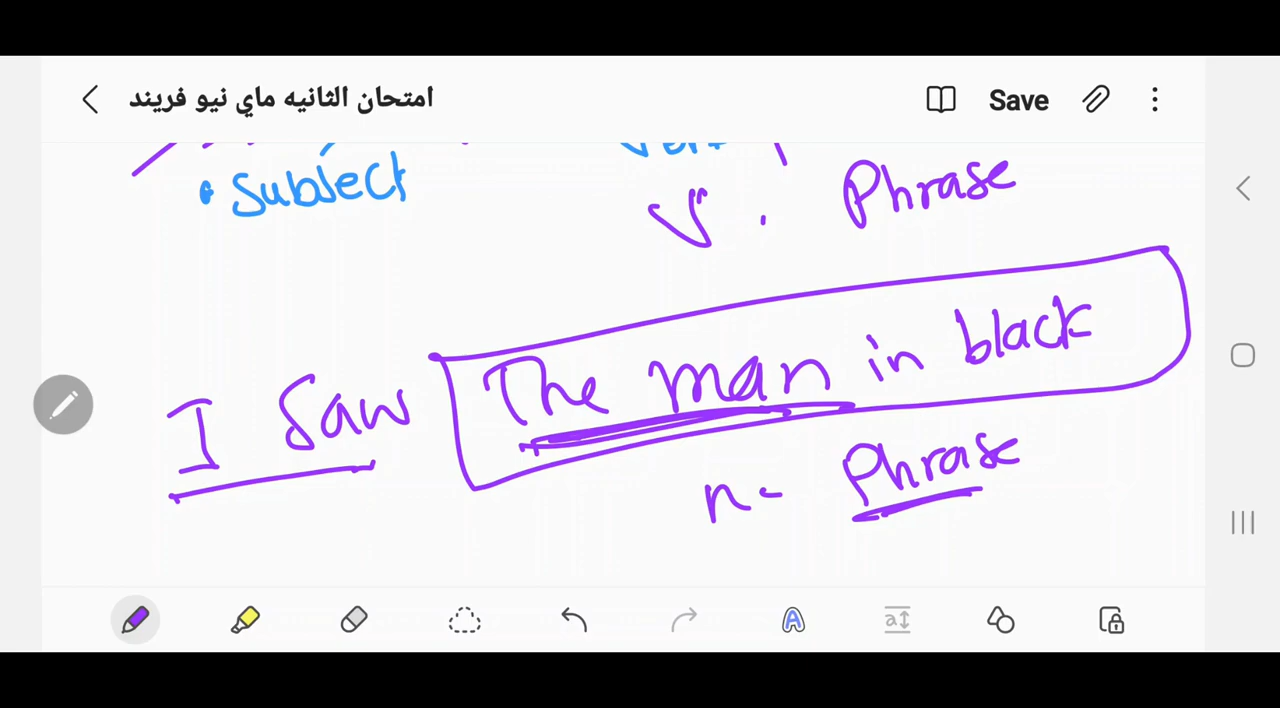 امتحان الثانيه ماي نيو فريند
Save
• Subject
V. Phrase
I Saw The man in black
n- Phrase